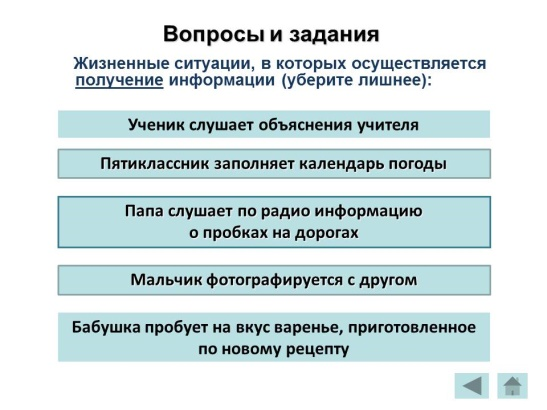 Вопросы и задания
Жизненные ситуации, в которых осуществляется
получение информации (уберите лишнее):
Ученик слушает объяснения учителя
Пятиклассник заполняет календарь погоды
Папа слушает по радио информацию
о пробках на дорогах
Мальчик фотографируется с другом
Бабушка пробует на вкус варенье, приготовленное
по новому рецепту